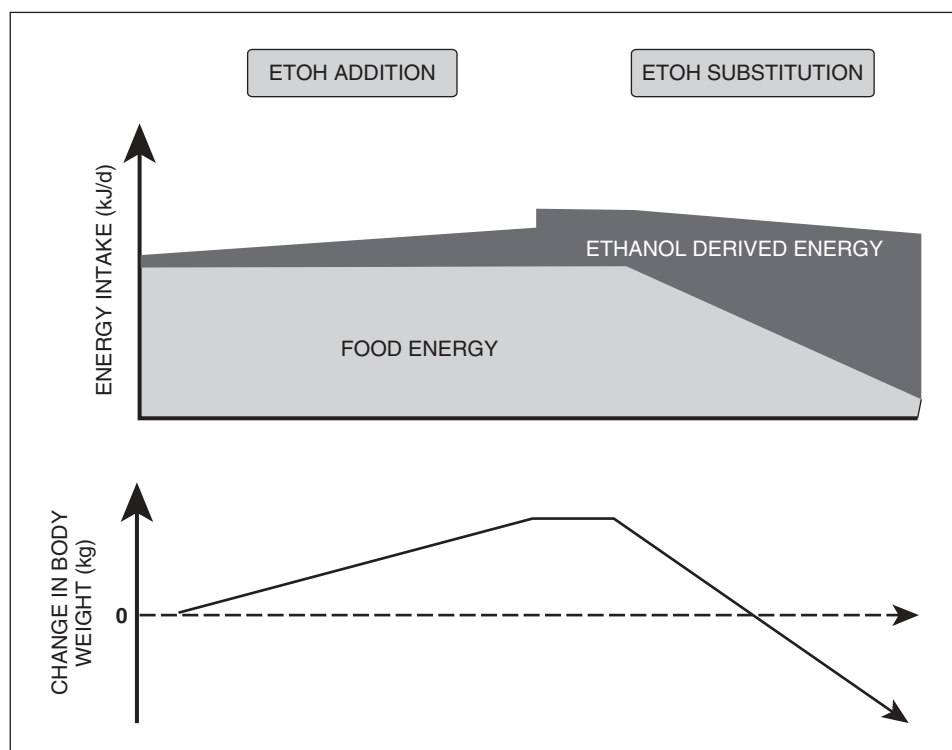 ETOH ADDITION
ETOH SUBSTITUTION
ENERGY INTAKE (kJ/d)
ETHANOL DERIVED ENERGY
FOOD ENERGY
CHANGE IN BODY
WEIGHT (kg)
0